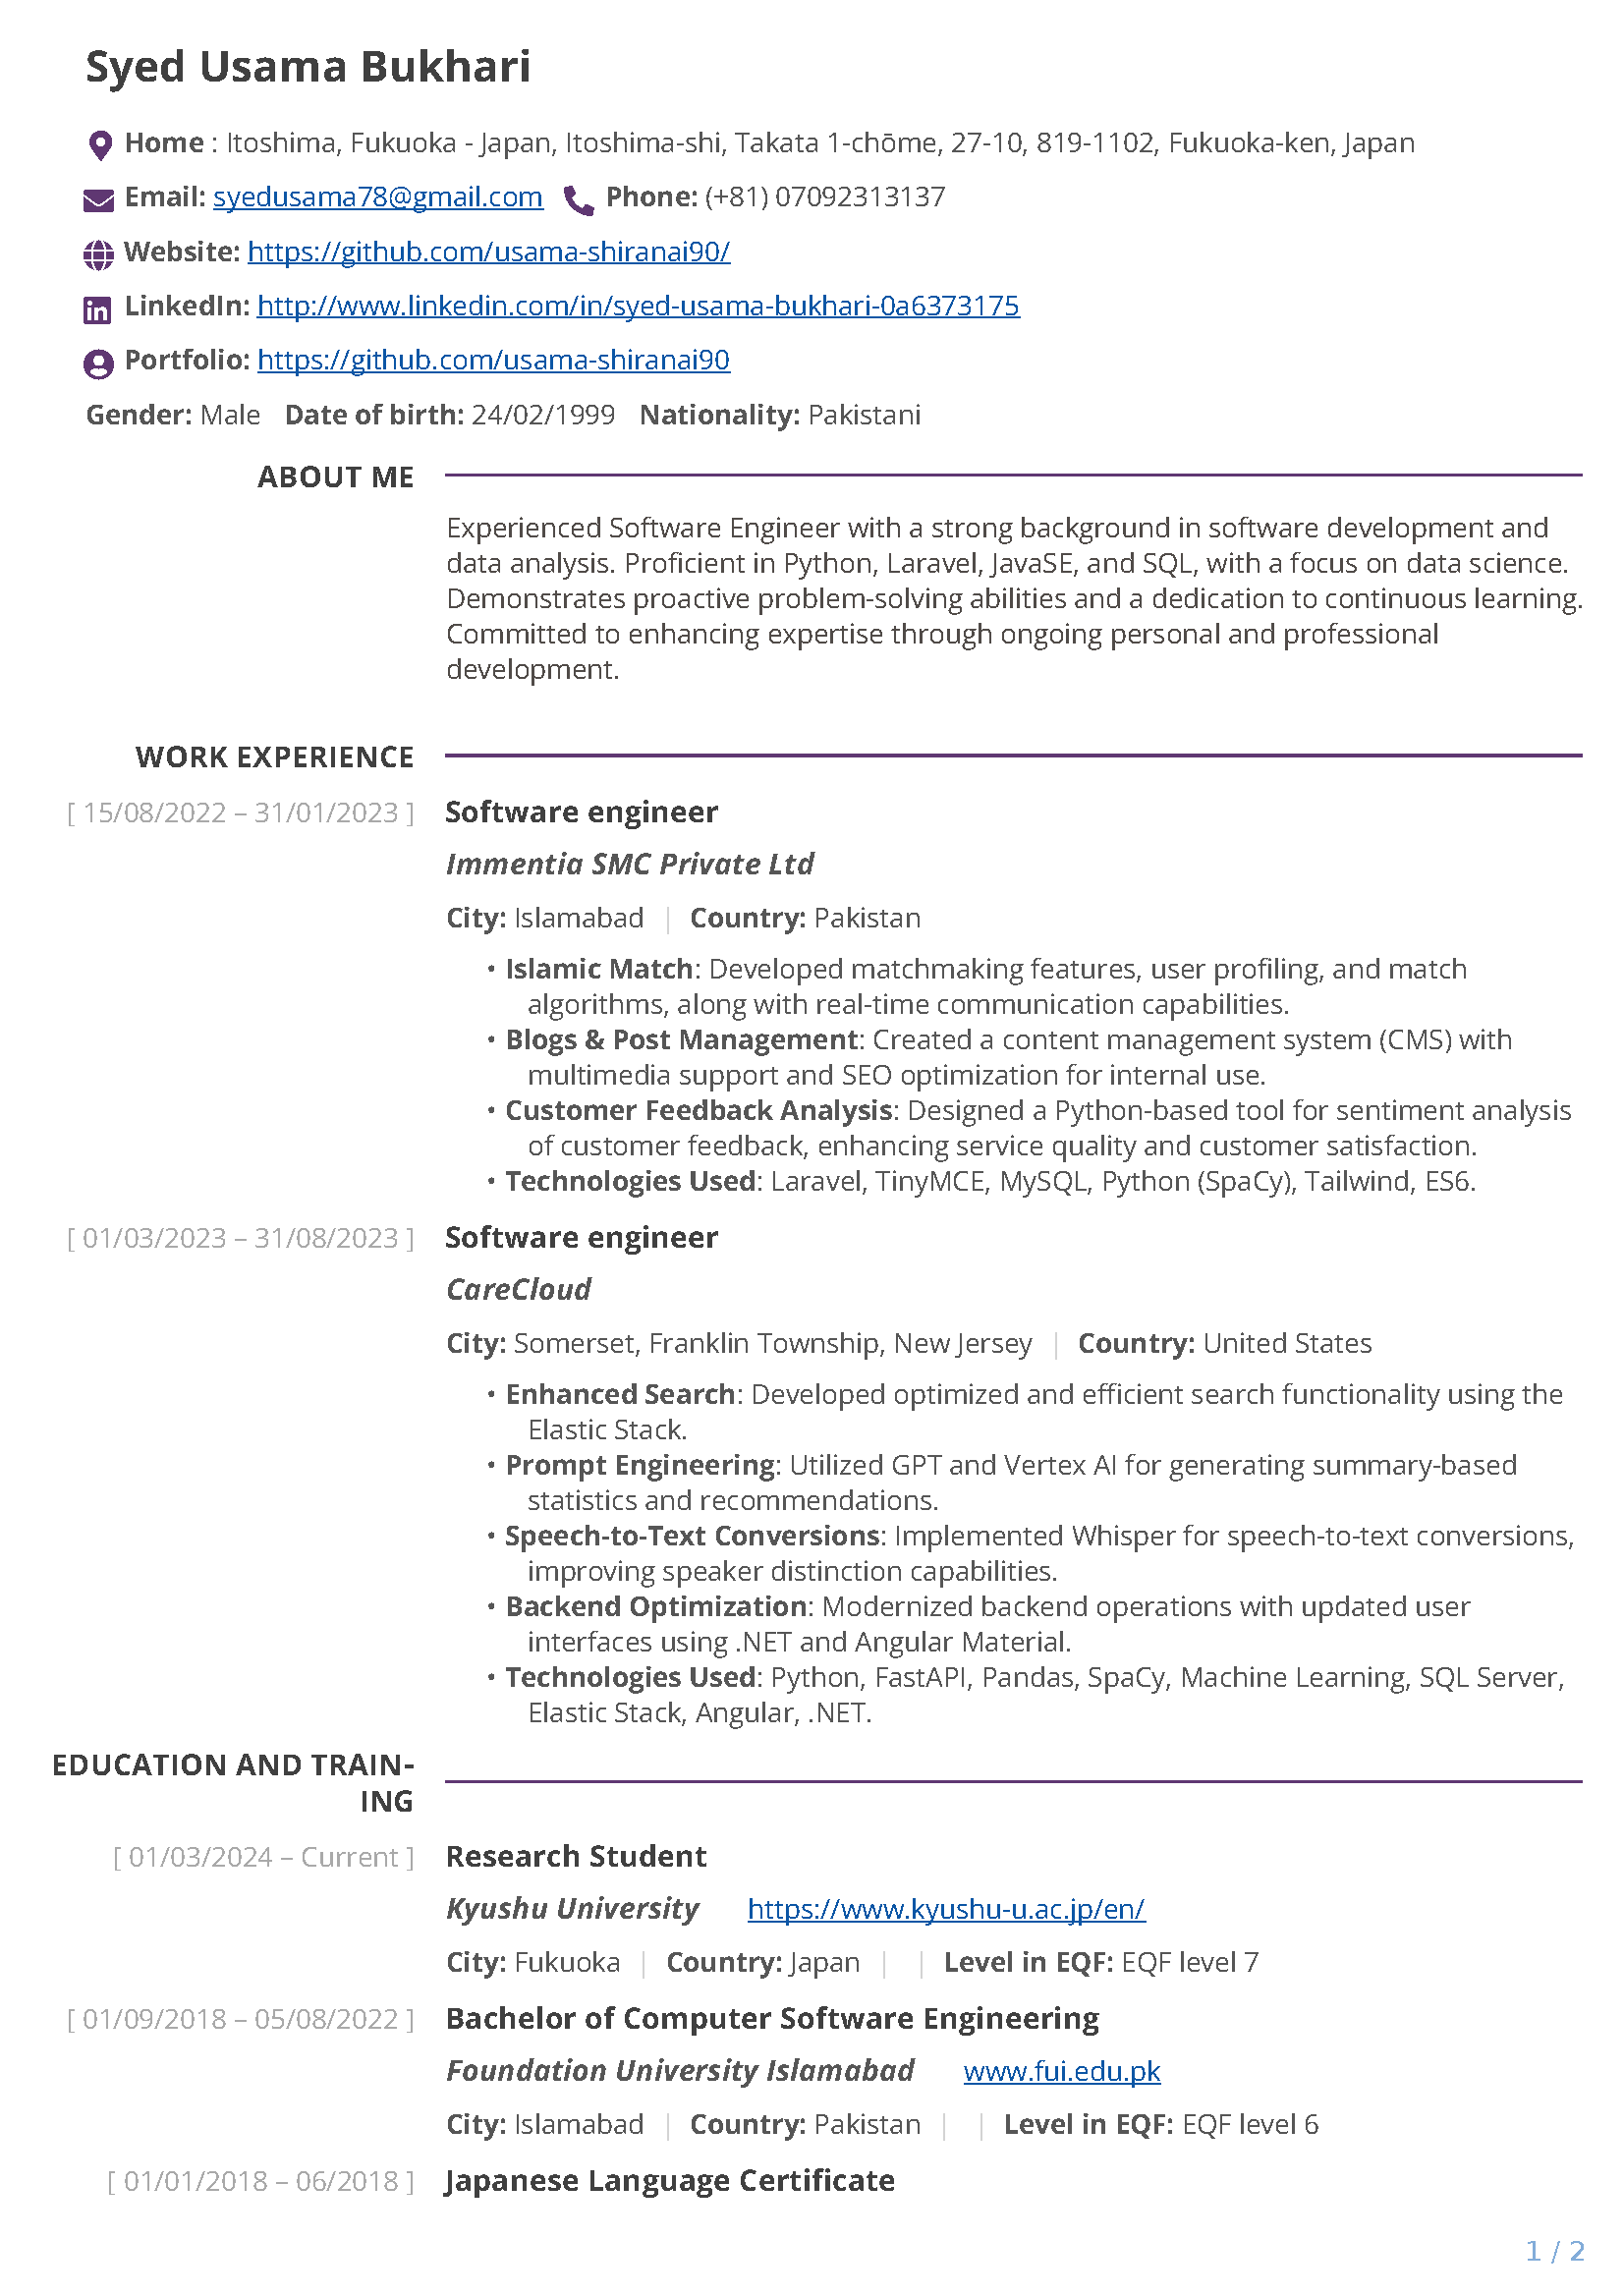 Syed Usama Bukhari
Home : Itoshima, Fukuoka - Japan, Itoshima-shi, Takata 1-chōme, 27-10, 819-1102, Fukuoka-ken, Japan
Email: syedusama78@gmail.com Phone: (+81) 07092313137
Website: https://github.com/usama-shiranai90/
LinkedIn: http://www.linkedin.com/in/syed-usama-bukhari-0a6373175
Portfolio: https://github.com/usama-shiranai90
Gender: Male Date of birth: 24/02/1999 Nationality: Pakistani
ABOUT ME
Experienced Software Engineer with a strong background in software development and
data analysis. Proficient in Python, Laravel, JavaSE, and SQL, with a focus on data science.
Demonstrates proactive problem-solving abilities and a dedication to continuous learning.
Committed to enhancing expertise through ongoing personal and professional
development.
WORK EXPERIENCE
[ 15/08/2022 – 31/01/2023 ] Software engineer
Immentia SMC Private Ltd
City: Islamabad | Country: Pakistan
• Islamic Match: Developed matchmaking features, user profiling, and match
algorithms, along with real-time communication capabilities.
• Blogs & Post Management: Created a content management system (CMS) with
multimedia support and SEO optimization for internal use.
• Customer Feedback Analysis: Designed a Python-based tool for sentiment analysis
of customer feedback, enhancing service quality and customer satisfaction.
• Technologies Used: Laravel, TinyMCE, MySQL, Python (SpaCy), Tailwind, ES6.
[ 01/03/2023 – 31/08/2023 ] Software engineer
CareCloud
City: Somerset, Franklin Township, New Jersey | Country: United States
• Enhanced Search: Developed optimized and efficient search functionality using the
Elastic Stack.
• Prompt Engineering: Utilized GPT and Vertex AI for generating summary-based
statistics and recommendations.
• Speech-to-Text Conversions: Implemented Whisper for speech-to-text conversions,
improving speaker distinction capabilities.
• Backend Optimization: Modernized backend operations with updated user
interfaces using .NET and Angular Material.
• Technologies Used: Python, FastAPI, Pandas, SpaCy, Machine Learning, SQL Server,
Elastic Stack, Angular, .NET.
EDUCATION AND TRAIN-
ING
[ 01/03/2024 – Current ] Research Student
Kyushu University https://www.kyushu-u.ac.jp/en/
City: Fukuoka | Country: Japan | | Level in EQF: EQF level 7
[ 01/09/2018 – 05/08/2022 ] Bachelor of Computer Software Engineering
Foundation University Islamabad www.fui.edu.pk
City: Islamabad | Country: Pakistan | | Level in EQF: EQF level 6
[ 01/01/2018 – 06/2018 ] Japanese Language Certificate
1 / 2